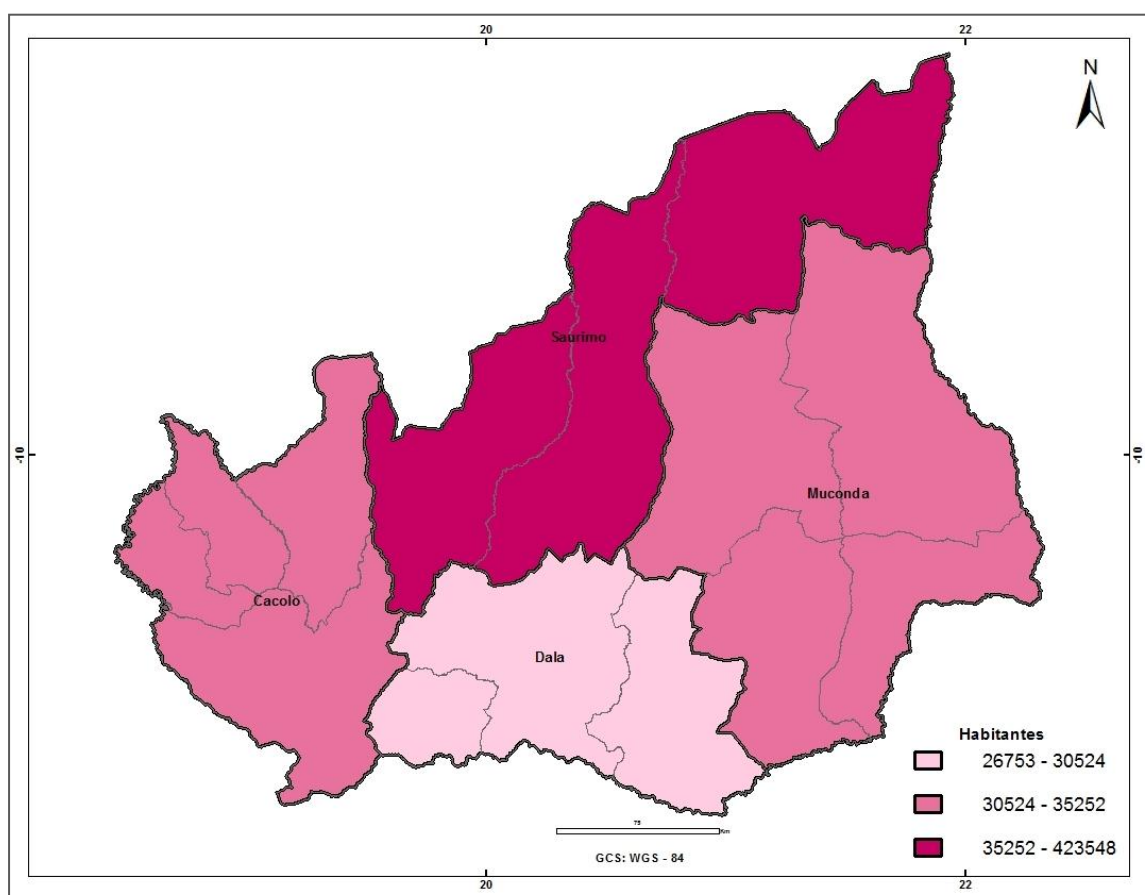 20
22
N
Saurimo
-10
-10
Muconda
Cacolo
Dala
Habitantes
26753 - 30524
30524 - 35252
35252 - 423548
75
Km
GCS: WGS - 84
20
22